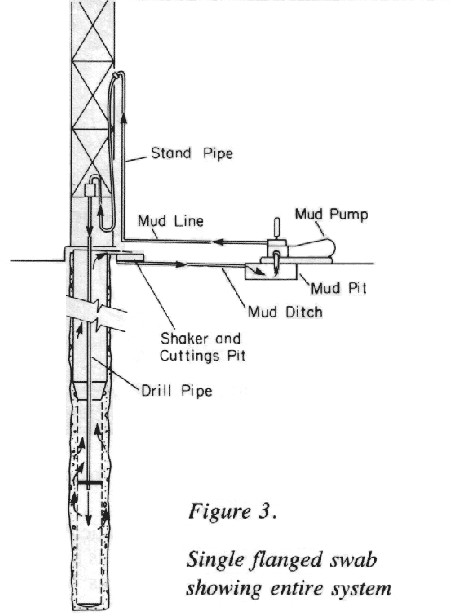 Stand Pipe
Mud Line
Mud Pump
Mud Pit
Mud Ditch
Shaker and
Cuttings Pit
Drill Pipe
Figure 3.
Single flanged swab
showing entire system